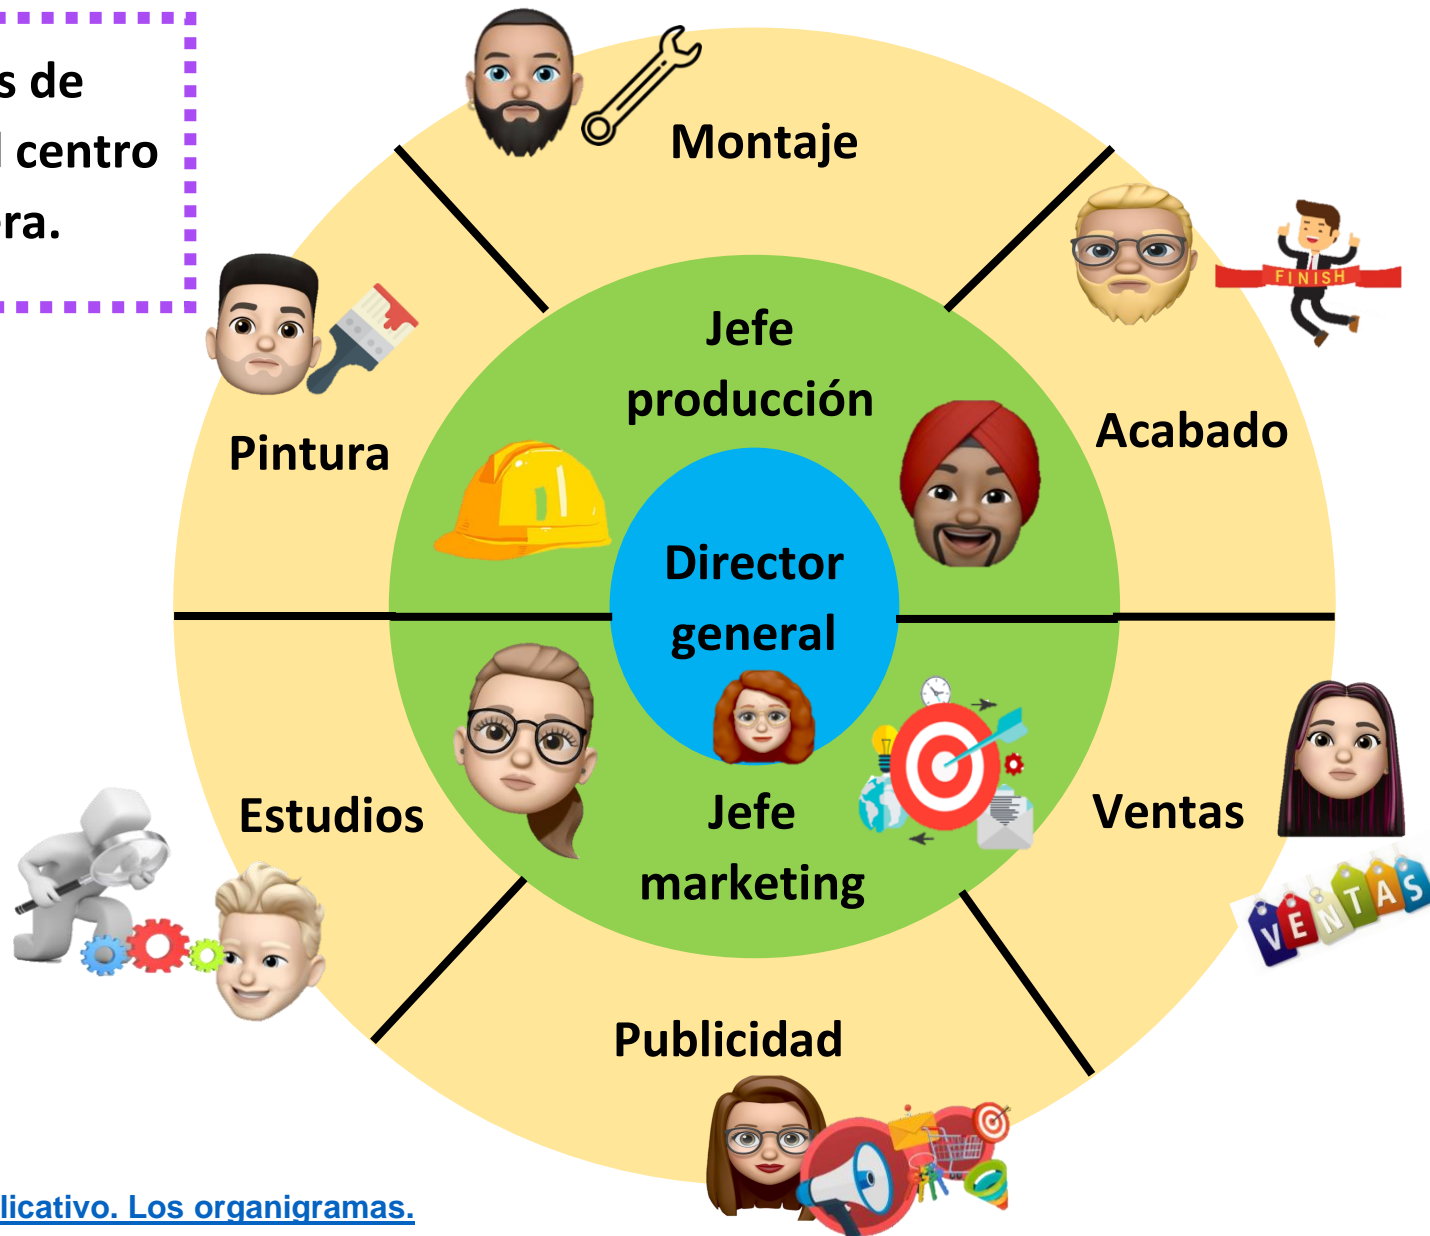 s de
l centro
era.
Montaje
FINISH
Jefe
producción
Acabado
Pintura
Director
general
Estudios
Jefe
marketing
Ventas
VENTAS
Publicidad
licativo. Los organigramas.